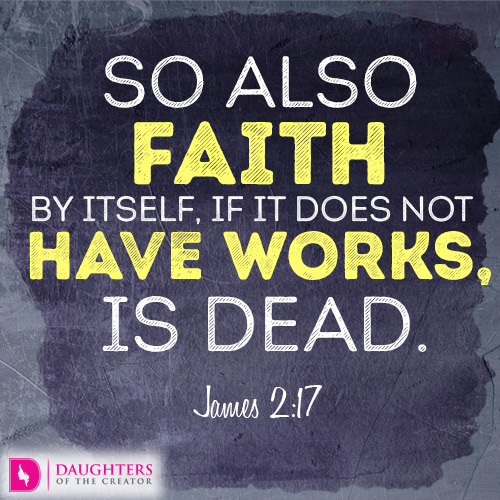 SO ALSO
FAITH
BY ITSELF, IF IT DOES NOT
HAVE WORKS,
IS DEAD.
James 2:17
D
DAUGHTERS
OF THE CREATOR